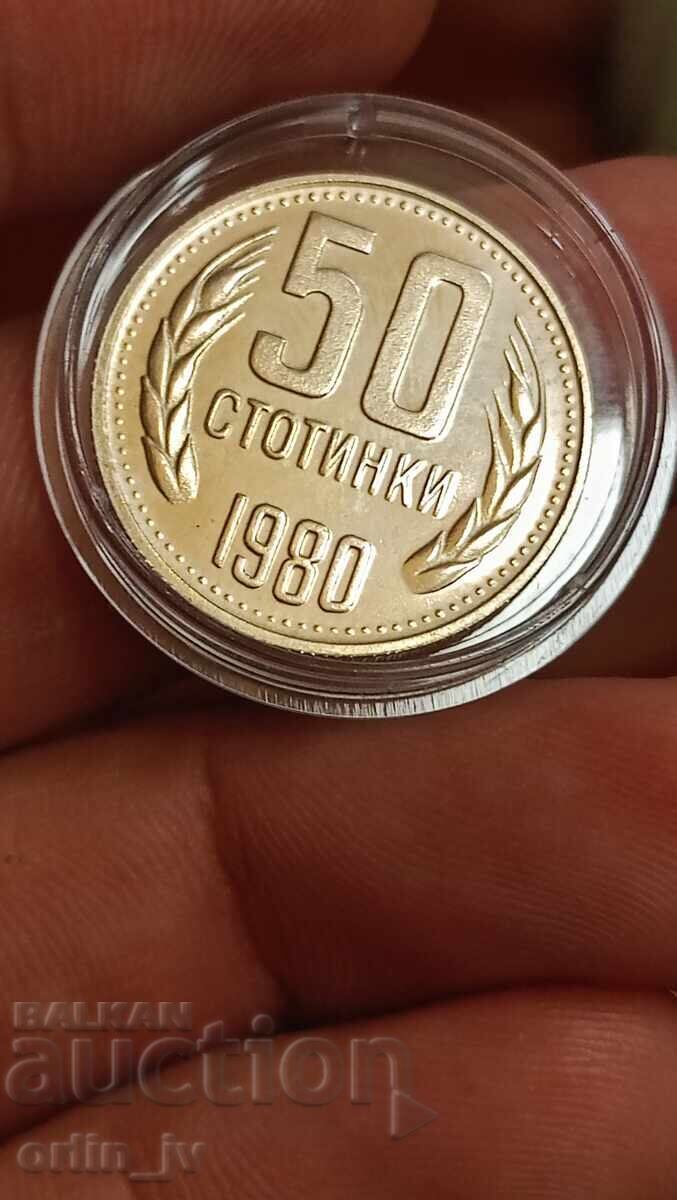 50
СТОТИНКИ
1980
BALKAN
auction
orlin_jv